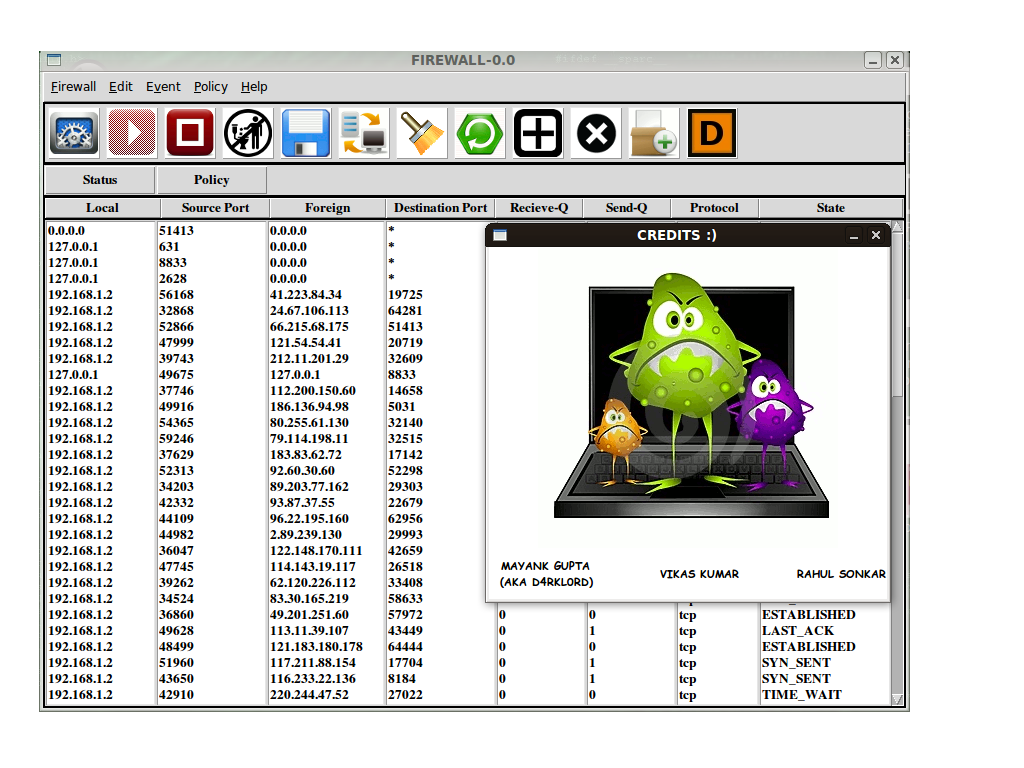 FIREWALL-0.0
Firewall Edit Event Policy Help
D
Status Policy
Local Source Port Foreign Destination Port Recieve-Q Send-Q Protocol State
0.0.0.0 51413 0.0.0.0 *
127.0.0.1 631 0.0.0.0 *
127.0.0.1 8833 0.0.0.0 *
127.0.0.1 2628 0.0.0.0 *
192.168.1.2 56168 41.223.84.34 19725
192.168.1.2 32868 24.67.106.113 64281
192.168.1.2 52866 66.215.68.175 51413
192.168.1.2 47999 121.54.54.41 20719
192.168.1.2 39743 212.11.201.29 32609
127.0.0.1 49675 127.0.0.1 8833
192.168.1.2 37746 112.200.150.60 14658
192.168.1.2 49916 186.136.94.98 5031
192.168.1.2 54365 80.255.61.130 32140
192.168.1.2 59246 79.114.198.11 32515
192.168.1.2 37629 183.83.62.72 17142
192.168.1.2 52313 92.60.30.60 52298
192.168.1.2 34203 89.203.77.162 29303
192.168.1.2 42332 93.87.37.55 22679
192.168.1.2 44109 96.22.195.160 62956
192.168.1.2 44982 2.89.239.130 29993
192.168.1.2 36047 122.148.170.111 42659
192.168.1.2 47745 114.143.19.117 26518
192.168.1.2 39262 62.120.226.112 33408
192.168.1.2 34524 83.30.165.219 58633
192.168.1.2 36860 49.201.251.60 57972 0 0 tcp ESTABLISHED
192.168.1.2 49628 113.11.39.107 43449 0 1 tcp LAST_ACK
192.168.1.2 48499 121.183.180.178 64444 0 0 tcp ESTABLISHED
192.168.1.2 51960 117.211.88.154 17704 0 1 tcp SYN_SENT
192.168.1.2 43650 116.233.22.136 8184 0 1 tcp SYN_SENT
192.168.1.2 42910 220.244.47.52 27022 0 0 tcp TIME_WAIT
CREDITS :)
MAYANK GUPTA
(AKA D4RKL0RD)
VIKAS KUMAR
RAHUL SONKAR